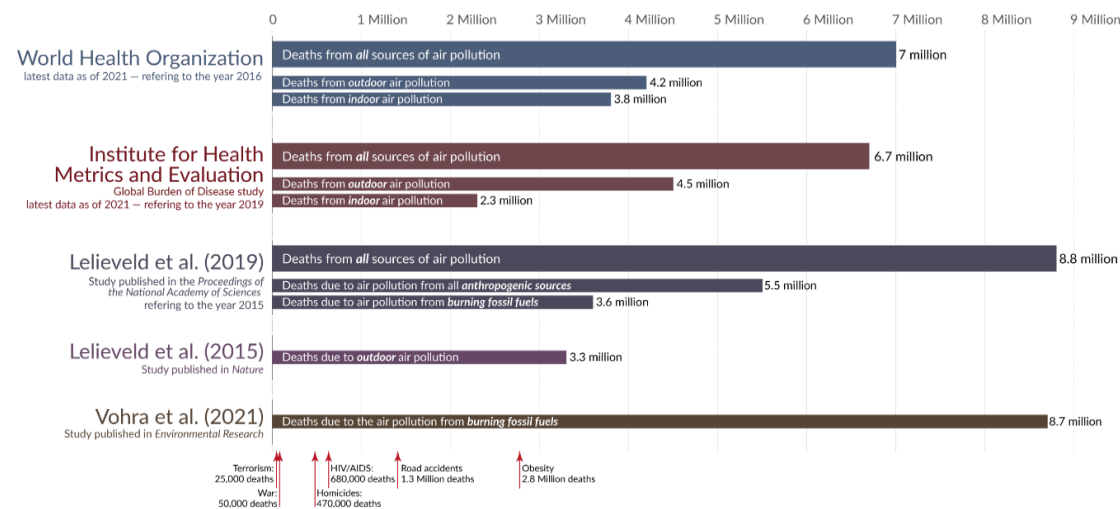 0 1 Million 2 Million 3 Million 4 Million 5 Million 6 Million 7 Million 8 Million 9 Million
World Health Organization
latest data as of 2021 — refering to the year 2016
Deaths from all sources of air pollution 7 million
Deaths from outdoor air pollution 4.2 million
Deaths from indoor air pollution 3.8 million
Institute for Health
Metrics and Evaluation
Global Burden of Disease study
latest data as of 2021 — refering to the year 2019
Deaths from all sources of air pollution 6.7 million
Deaths from outdoor air pollution 4.5 million
Deaths from indoor air pollution 2.3 million
Lelieveld et al. (2019)
Study published in the Proceedings of
the National Academy of Sciences
refering to the year 2015
Deaths from all sources of air pollution 8.8 million
Deaths due to air pollution from all anthropogenic sources 5.5 million
Deaths due to air pollution from burning fossil fuels 3.6 million
Lelieveld et al. (2015)
Study published in Nature
Deaths due to outdoor air pollution 3.3 million
Vohra et al. (2021)
Study published in Environmental Research
Deaths due to the air pollution from burning fossil fuels 8.7 million
Terrorism:
25,000 deaths
War:
50,000 deaths
Homicides:
470,000 deaths
HIV/AIDS:
680,000 deaths
Road accidents
1.3 Million deaths
Obesity
2.8 Million deaths